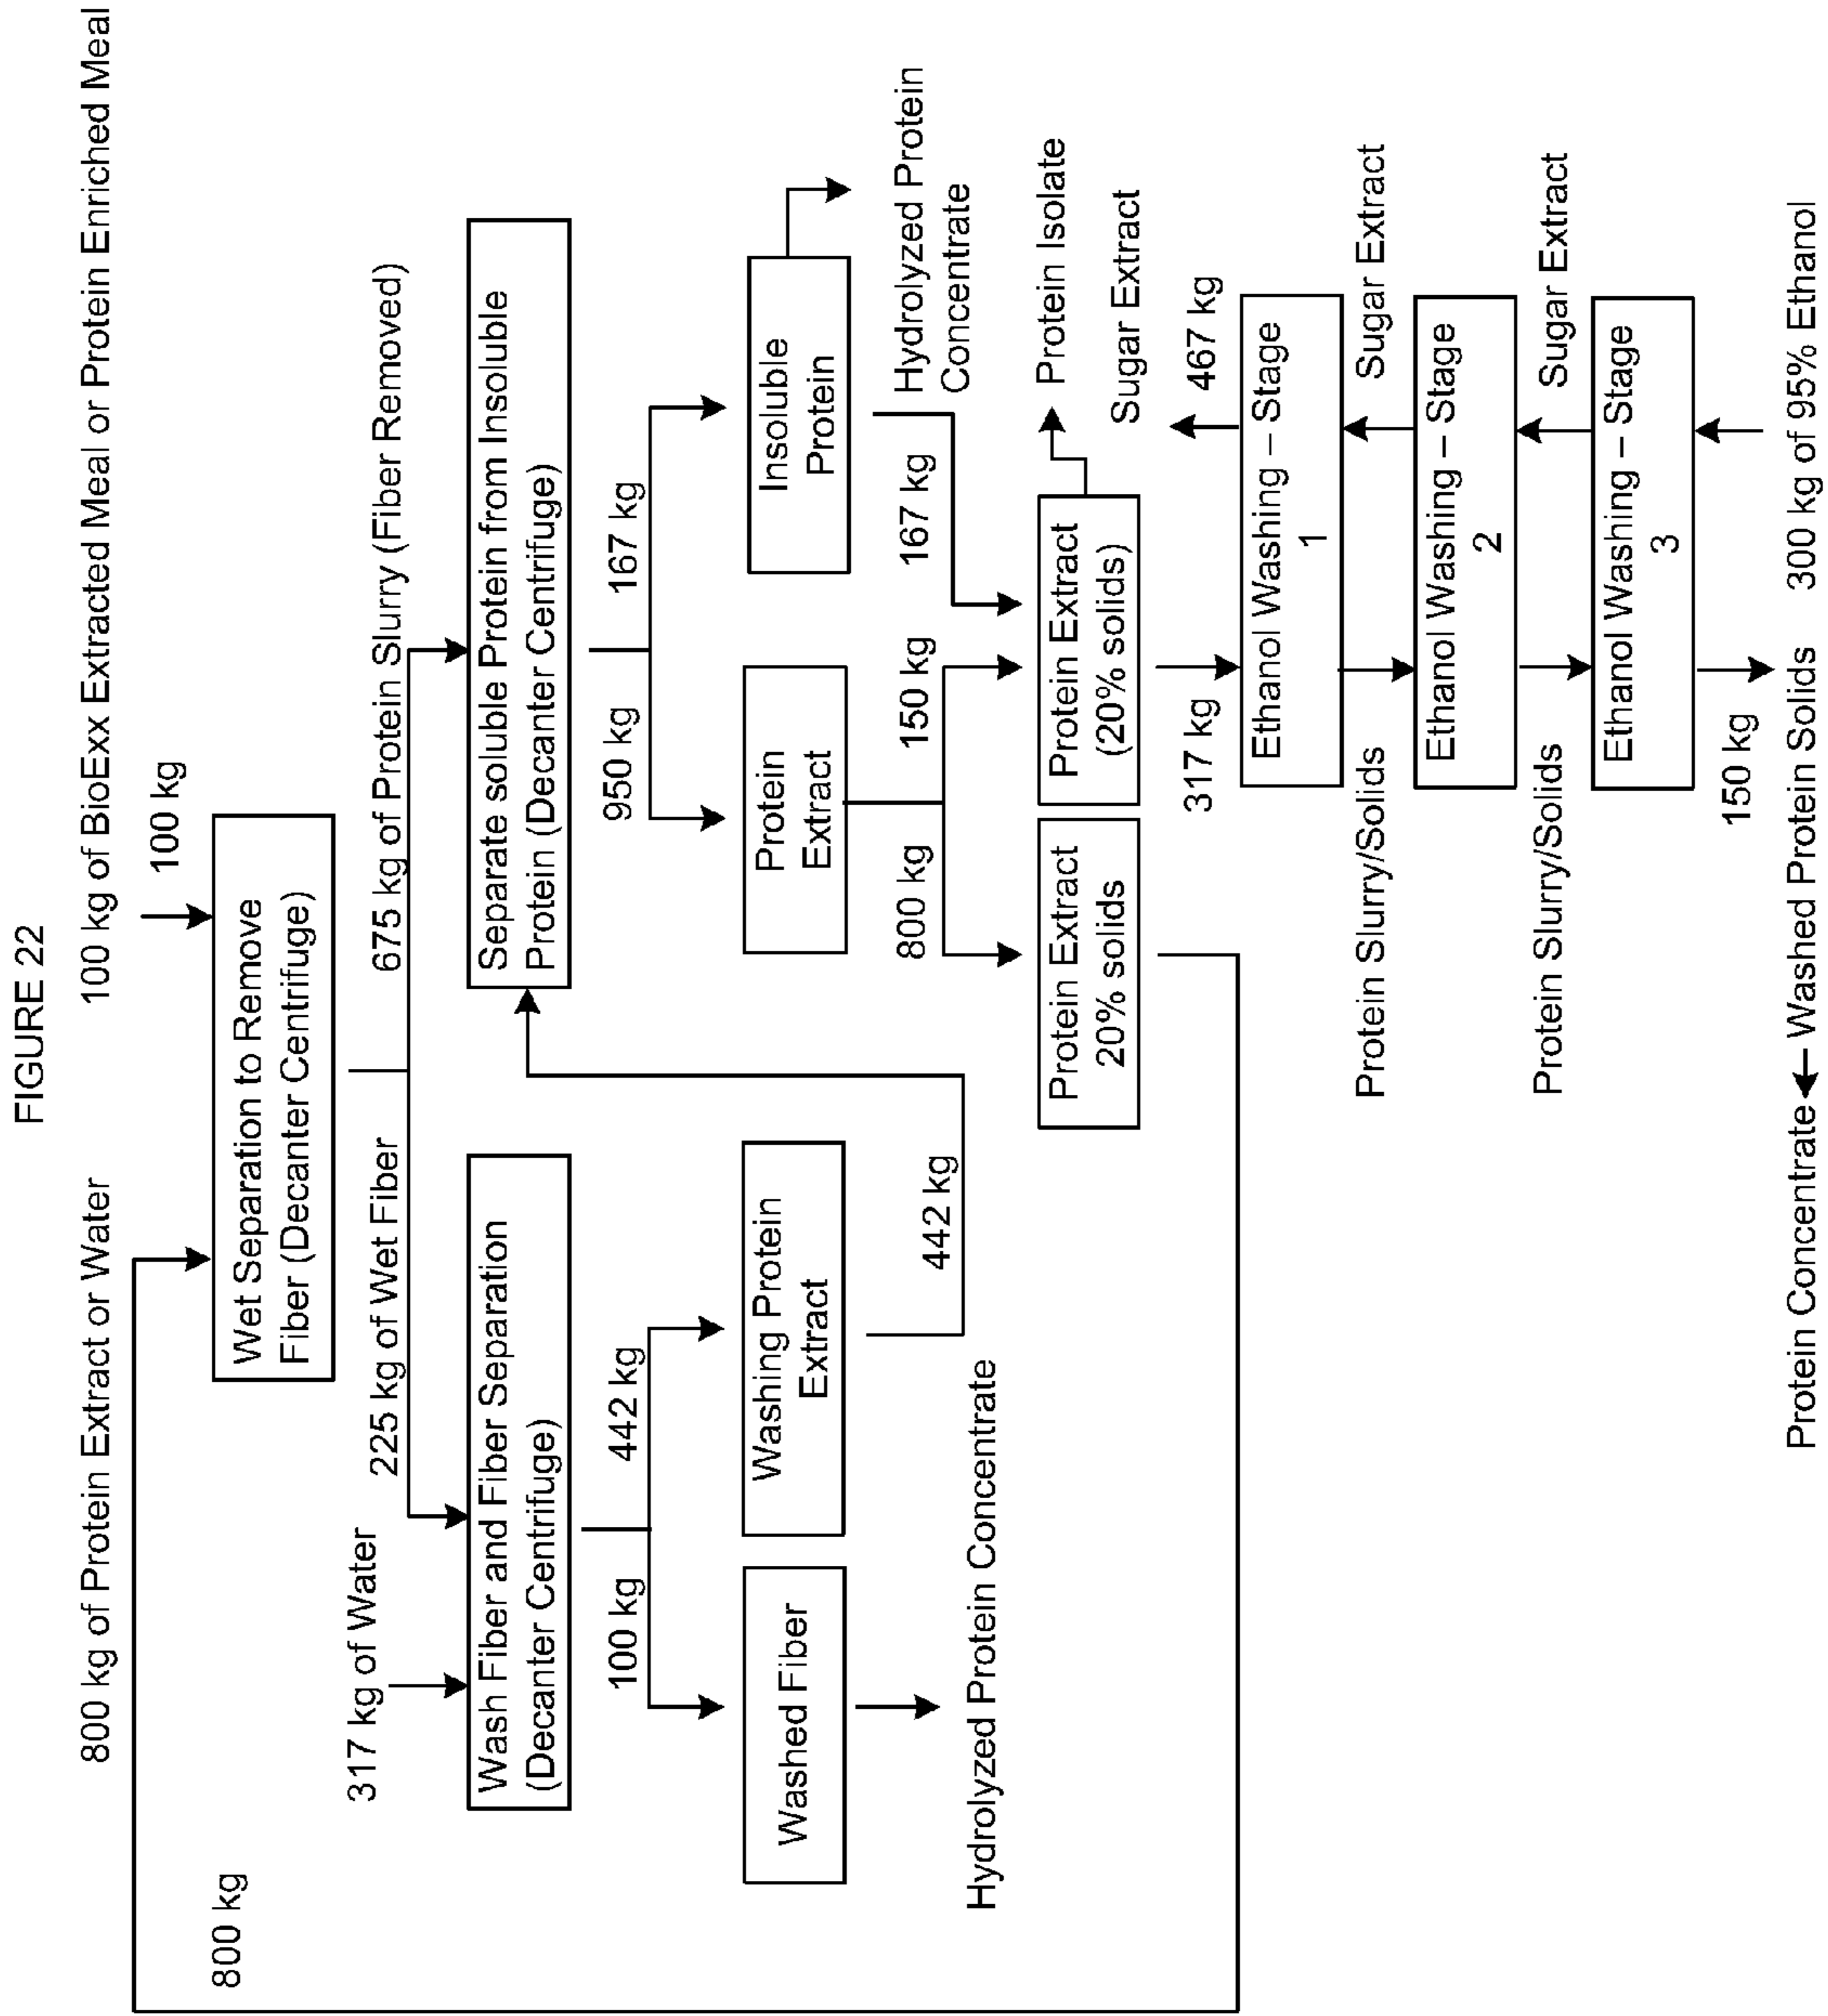 FIGURE 22
800 kg of Protein Extract or Water
100 kg of BioExx Extracted Meal or Protein Enriched Meal
800 kg
100 kg
Wet Separation to Remove
Fiber (Decanter Centrifuge)
317 kg of Water
225 kg of Wet Fiber
675 kg of Protein Slurry (Fiber Removed)
Wash Fiber and Fiber Separation
(Decanter Centrifuge)
Separate soluble Protein from Insoluble
Protein (Decanter Centrifuge)
100 kg
442 kg
950 kg
167 kg
Washed Fiber
Washing Protein
Extract
Protein
Extract
Insoluble
Protein
442 kg
800 kg
150 kg
167 kg
Hydrolyzed Protein
Concentrate
Hydrolyzed Protein Concentrate
Protein Extract
20% solids
Protein Extract
(20% solids)
Protein Isolate
Sugar Extract
317 kg
467 kg
Ethanol Washing – Stage
1
Protein Slurry/Solids
Sugar Extract
Ethanol Washing – Stage
2
Protein Slurry/Solids
Sugar Extract
Ethanol Washing – Stage
3
150 kg
Protein Concentrate
Washed Protein Solids
300 kg of 95% Ethanol